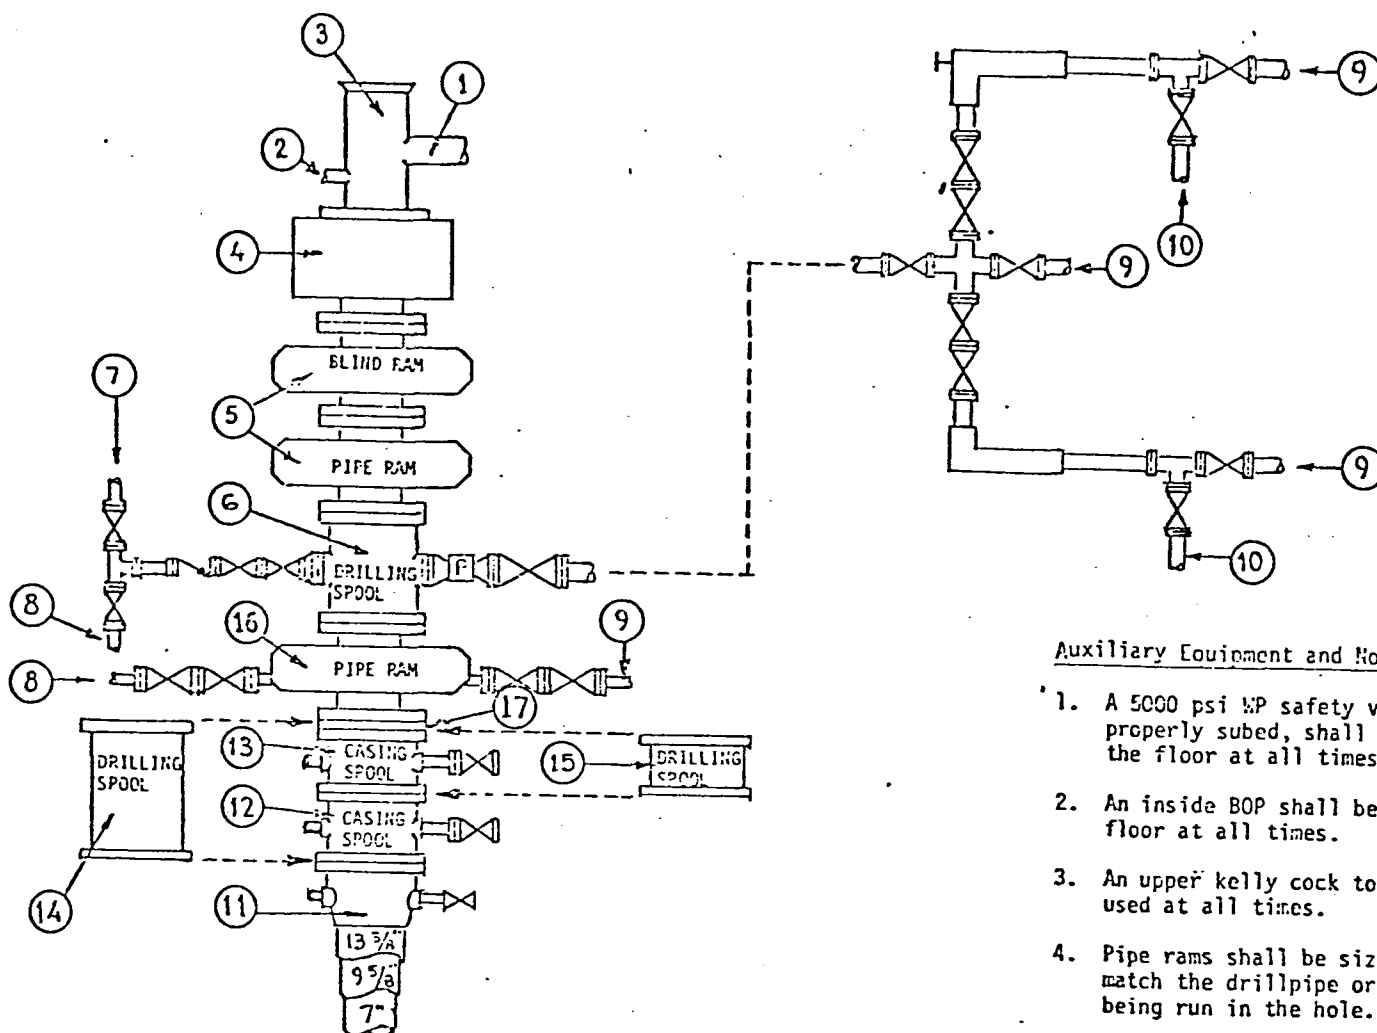 3
1
2
4
BLIND RAM
7
5
PIPE RAM
6
DRILLING
SPOOL
8
16
9
8
PIPE RAM
17
13
CASING
SPOOL
DRILLING
SPOOL
15
DRILLING
SPOOL
12
CASING
SPOOL
14
11
13 3/8"
9 5/8"
7"
9
10
9
9
10
Auxiliary Equipment and
1. A 5000 psi WP safety
properly subed, shall
the floor at all times
2. An inside BOP shall be
floor at all times.
3. An upper kelly cock to
used at all times.
4. Pipe rams shall be
match the drillpipe or
being run in the hole.